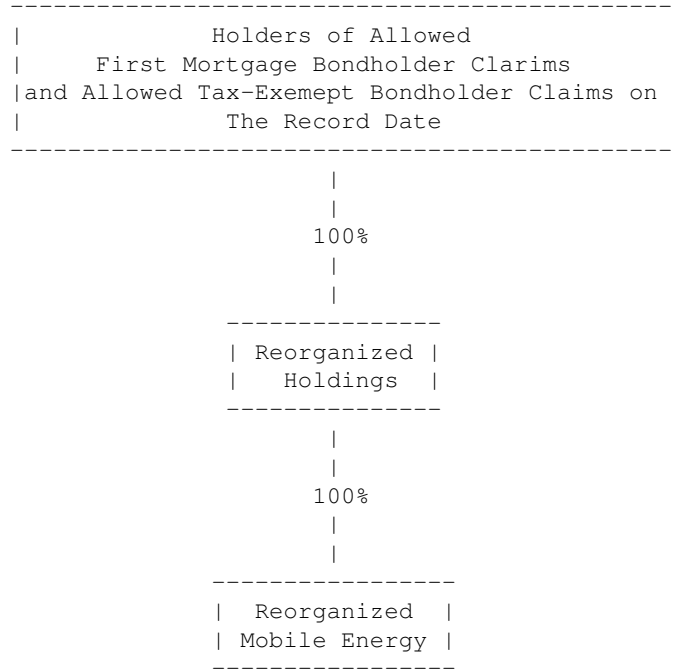 Holders of Allowed
First Mortgage Bondholder Clarims
and Allowed Tax-Exemept Bondholder Claims on
The Record Date
100%
Reorganized
Holdings
100%
Reorganized
Mobile Energy